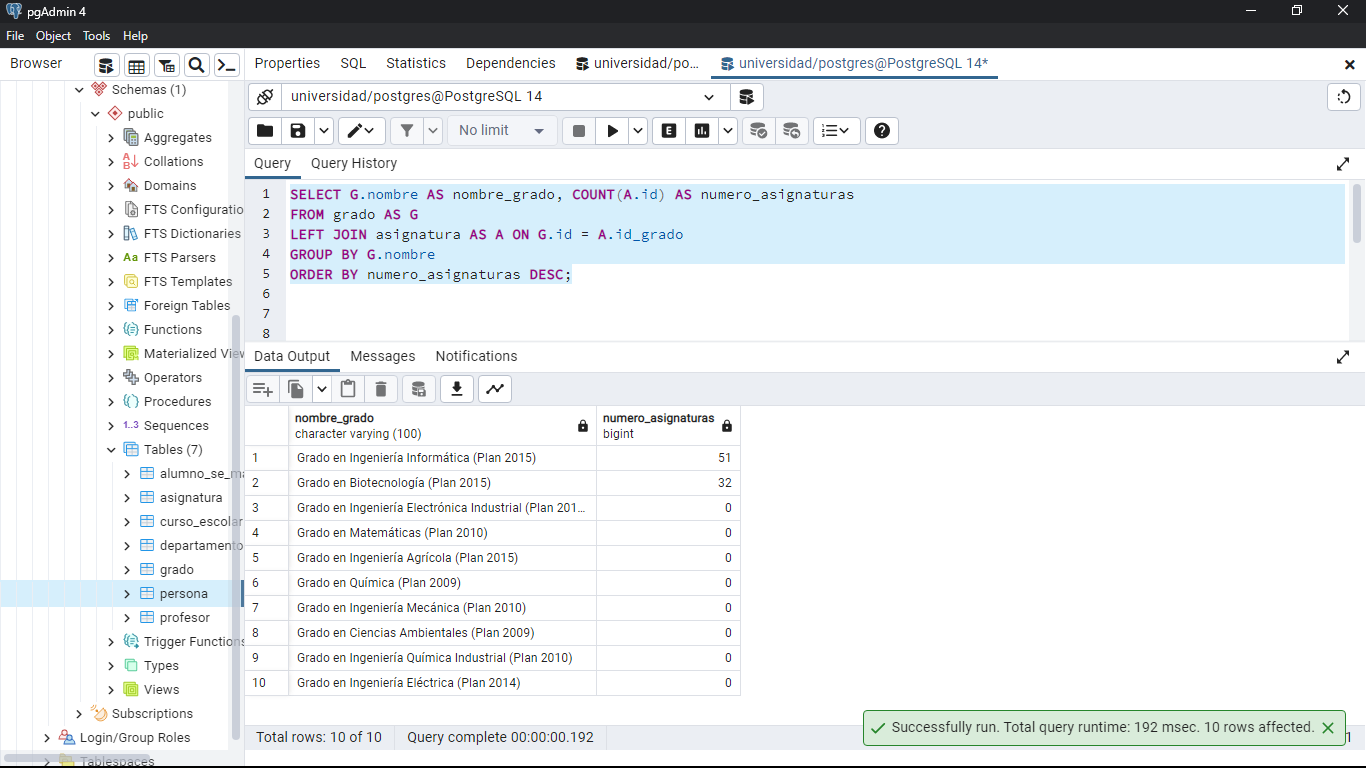 pgAdmin 4
File Object Tools Help
Browser
Properties SQL Statistics Dependencies universidad/po... universidad/postgres@PostgreSQL 14*
Schemas (1)
public
Aggregates
Collations
Domains
FTS Configuratio
FTS Dictionaries
FTS Parsers
FTS Templates
Foreign Tables
Functions
Materialized View
Operators
Procedures
Sequences
Tables (7)
alumno_se_ma
asignatura
curso_escolar
departamento
grado
persona
profesor
Trigger Functions
Types
Views
Subscriptions
Login/Group Roles
Tablespaces
universidad/postgres@PostgreSQL 14
No limit
Query Query History
1 SELECT G.nombre AS nombre_grado, COUNT(A.id) AS numero_asignaturas
2 FROM grado AS G
3 LEFT JOIN asignatura AS A ON G.id = A.id_grado
4 GROUP BY G.nombre
5 ORDER BY numero_asignaturas DESC;
6
7
8
Data Output Messages Notifications
nombre_grado numero_asignaturas
character varying (100) bigint
1 Grado en Ingeniería Informática (Plan 2015) 51
2 Grado en Biotecnología (Plan 2015) 32
3 Grado en Ingeniería Electrónica Industrial (Plan 201... 0
4 Grado en Matemáticas (Plan 2010) 0
5 Grado en Ingeniería Agrícola (Plan 2015) 0
6 Grado en Química (Plan 2009) 0
7 Grado en Ingeniería Mecánica (Plan 2010) 0
8 Grado en Ciencias Ambientales (Plan 2009) 0
9 Grado en Ingeniería Química Industrial (Plan 2010) 0
10 Grado en Ingeniería Eléctrica (Plan 2014) 0
Total rows: 10 of 10 Query complete 00:00:00.192
Successfully run. Total query runtime: 192 msec. 10 rows affected.